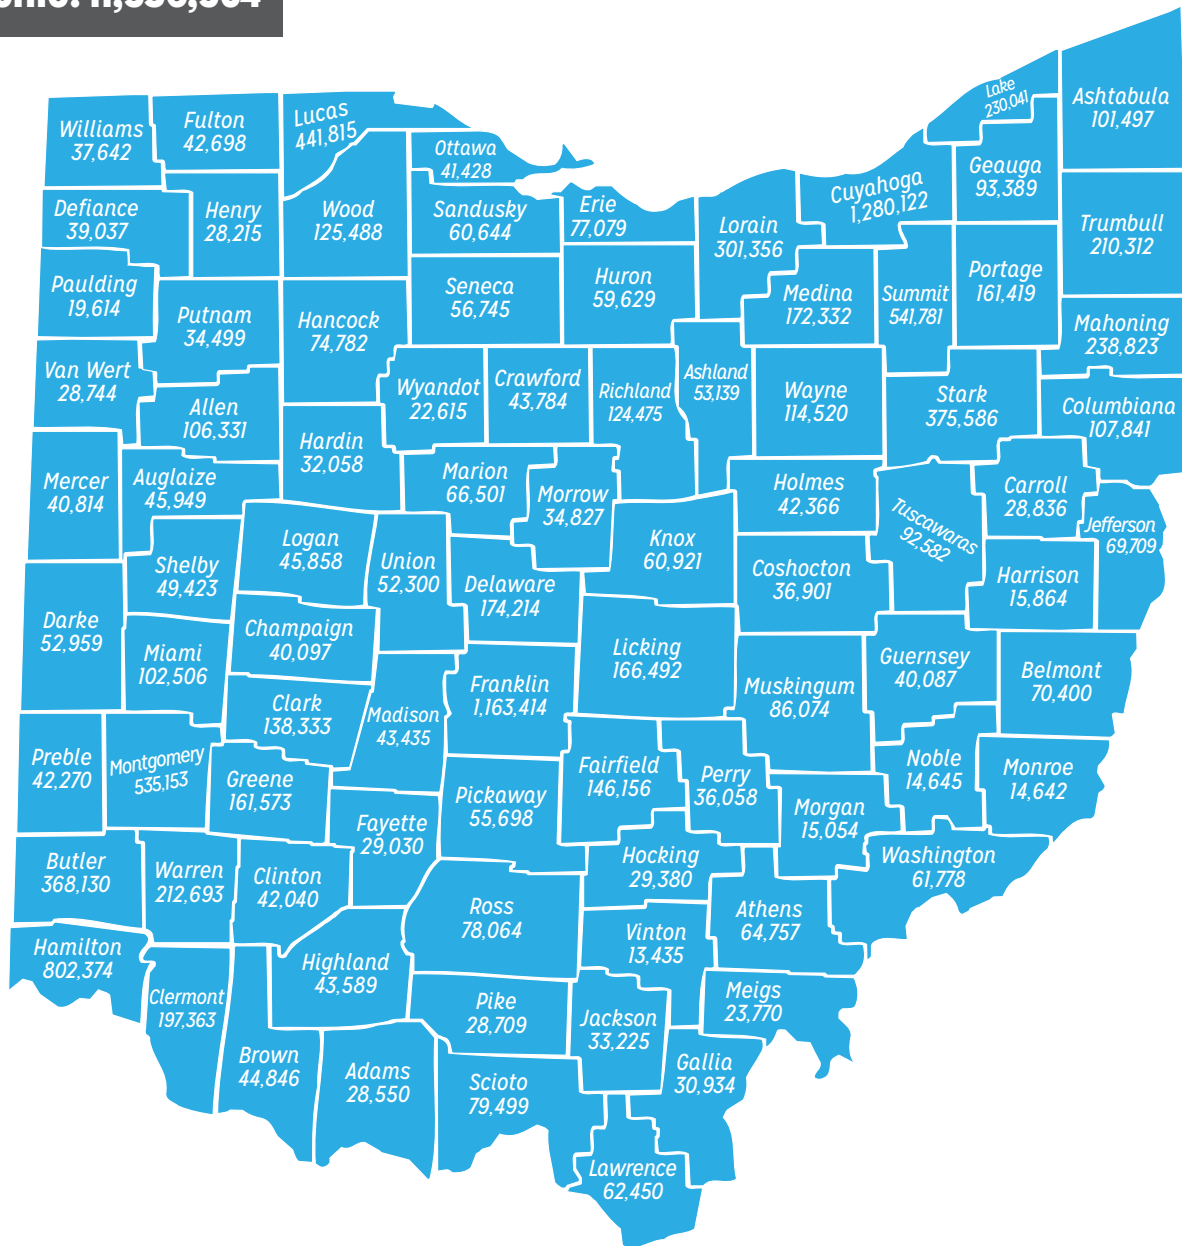 Ohio: 11,536,504
Lake
230,041
Ashtabula
101,497
Williams
37,642
Fulton
42,698
Lucas
441,815
Ottawa
41,428
Geauga
93,389
Cuyahoga
1,280,122
Defiance
39,037
Henry
28,215
Wood
125,488
Sandusky
60,644
Erie
77,079
Lorain
301,356
Trumbull
210,312
Paulding
19,614
Putnam
34,499
Hancock
74,782
Seneca
56,745
Huron
59,629
Medina
172,332
Summit
541,781
Portage
161,419
Mahoning
238,823
Van Wert
28,744
Allen
106,331
Wyandot
22,615
Crawford
43,784
Richland
124,475
Ashland
53,139
Wayne
114,520
Stark
375,586
Columbiana
107,841
Hardin
32,058
Mercer
40,814
Auglaize
45,949
Marion
66,501
Morrow
34,827
Holmes
42,366
Tuscawaras
92,582
Carroll
28,836
Jefferson
69,709
Shelby
49,423
Logan
45,858
Union
52,300
Delaware
174,214
Knox
60,921
Coshocton
36,901
Harrison
15,864
Darke
52,959
Miami
102,506
Champaign
40,097
Licking
166,492
Guernsey
40,087
Belmont
70,400
Clark
138,333
Madison
43,435
Franklin
1,163,414
Muskingum
86,074
Preble
42,270
Montgomery
535,153
Greene
161,573
Pickaway
55,698
Fairfield
146,156
Perry
36,058
Noble
14,645
Monroe
14,642
Morgan
15,054
Fayette
29,030
Butler
368,130
Warren
212,693
Clinton
42,040
Hocking
29,380
Washington
61,778
Ross
78,064
Athens
64,757
Hamilton
802,374
Vinton
13,435
Highland
43,589
Clermont
197,363
Pike
28,709
Jackson
33,225
Meigs
23,770
Brown
44,846
Adams
28,550
Scioto
79,499
Gallia
30,934
Lawrence
62,450